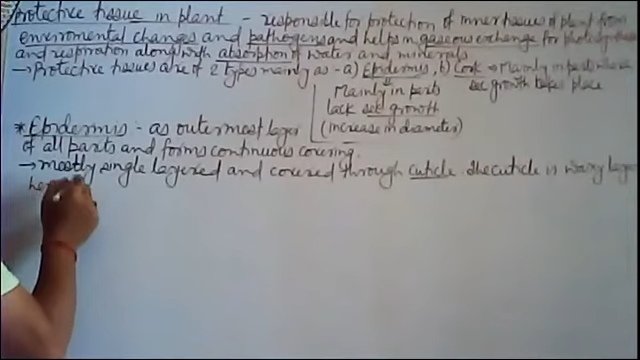 Protective tissue in plant - responsible for protection of inner tissues of plant from
enviromental changes and pathogens and helps in gaseous exchange for photosynthesis
and respiration along with absorption of water and minerals
→ Protective tissues are of 2 types mainly as - a) Epidermis, b) Cork → Mainly in parts where
Mainly in parts sec growth takes place
lack sec growth
(increase in diameter)
* Epidermis - as outermost layer
of all parts and forms continuous covering.
→ mostly single layered and covered through cuticle. The cuticle is waxy layer